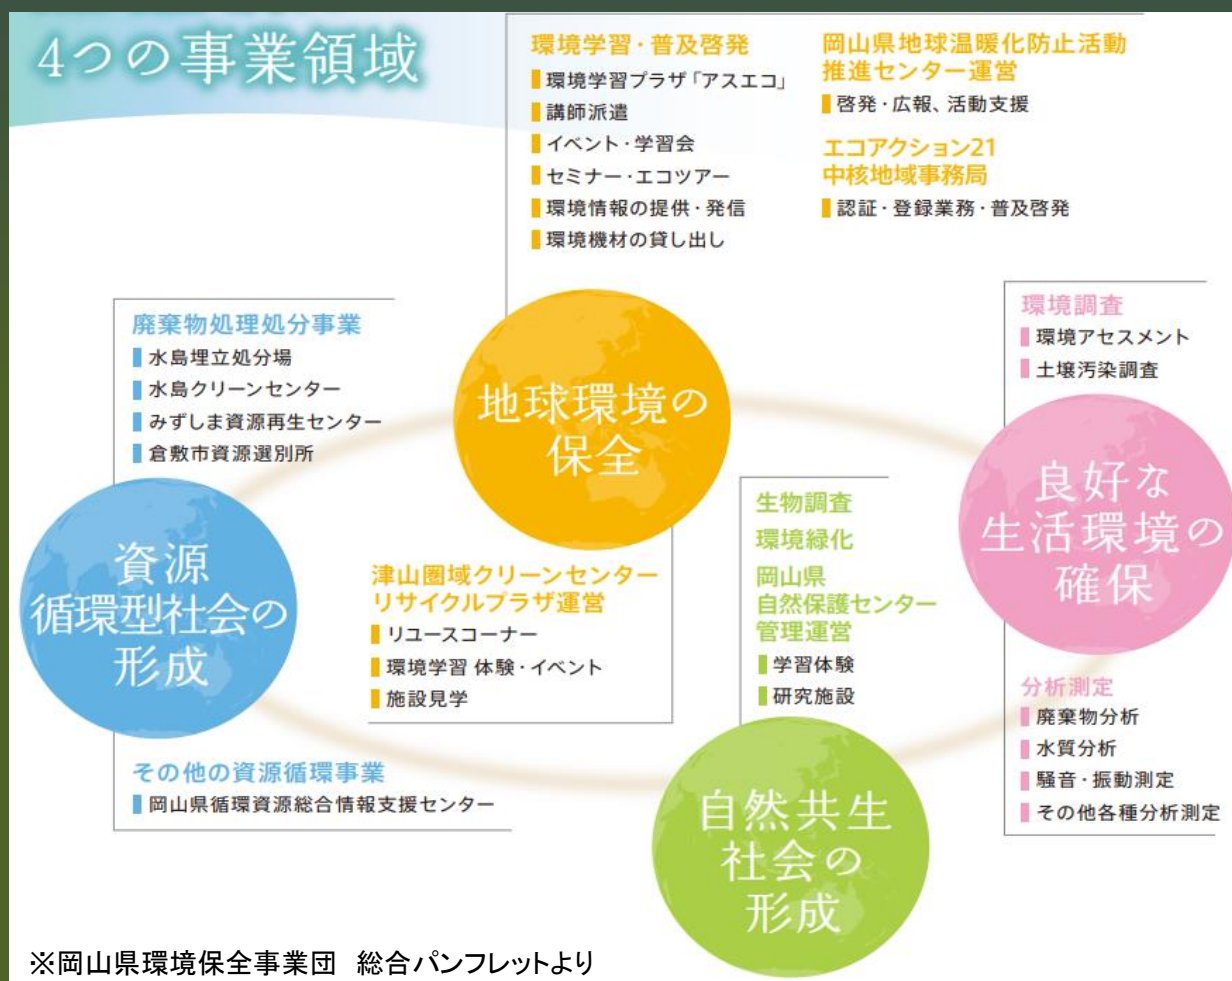 4つの事業領域
環境学習・普及啓発
環境学習プラザ「アスエコ」
講師派遣
イベント・学習会
セミナー・エコツアー
環境情報の提供・発信
環境機材の貸し出し
岡山県地球温暖化防止活動
推進センター運営
啓発・広報、活動支援
エコアクション21
中核地域事務局
認証・登録業務・普及啓発
地球環境の
保全
津山圏域クリーンセンター
リサイクルプラザ運営
リユースコーナー
環境学習 体験・イベント
施設見学
廃棄物処理処分事業
水島埋立処分場
水島クリーンセンター
みずしま資源再生センター
倉敷市資源選別所
資源
循環型社会の
形成
その他の資源循環事業
岡山県循環資源総合情報支援センター
生物調査
環境緑化
岡山県
自然保護センター
管理運営
学習体験
研究施設
自然共生
社会の
形成
環境調査
環境アセスメント
土壌汚染調査
良好な
生活環境の
確保
分析測定
廃棄物分析
水質分析
騒音・振動測定
その他各種分析測定
※岡山県環境保全事業団 総合パンフレットより